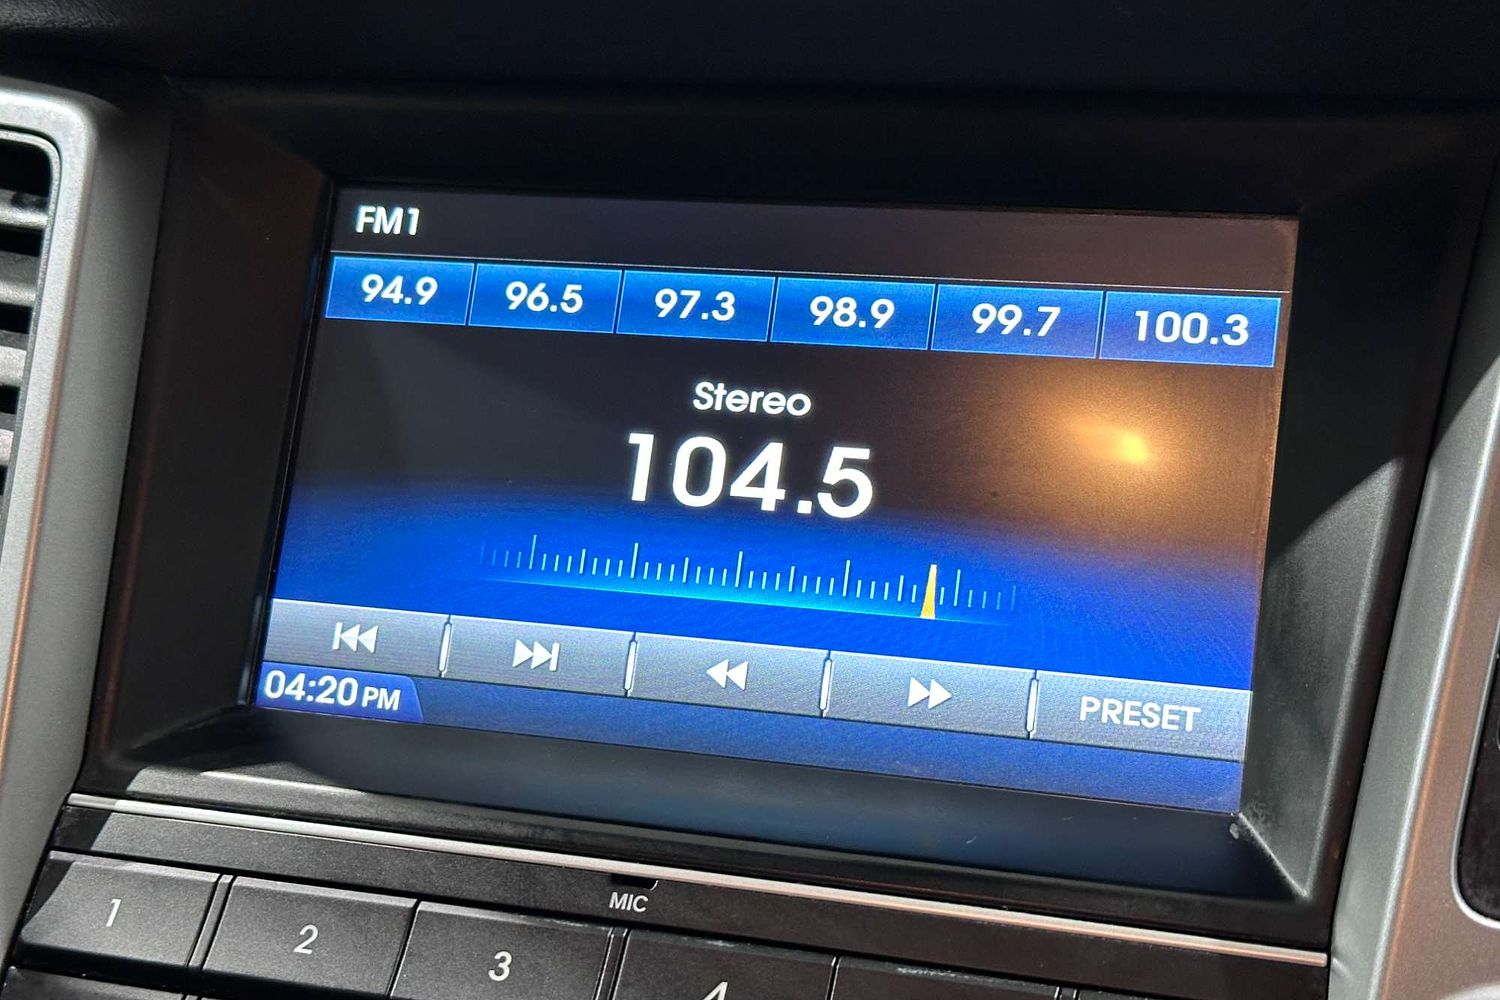 FM1
94.9 96.5 97.3 98.9 99.7 100.3
Stereo
104.5
PRESET
04:20 PM
MIC
1 2 3 4